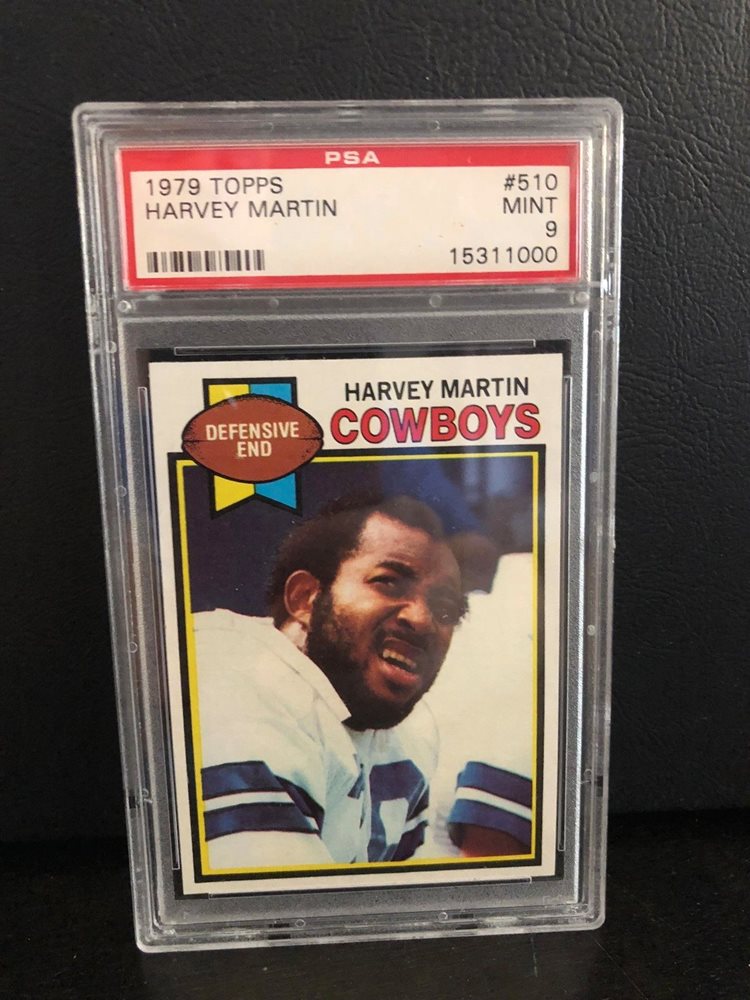 PSA
1979 TOPPS #510
HARVEY MARTIN MINT
9
15311000
HARVEY MARTIN
COWBOYS
DEFENSIVE
END